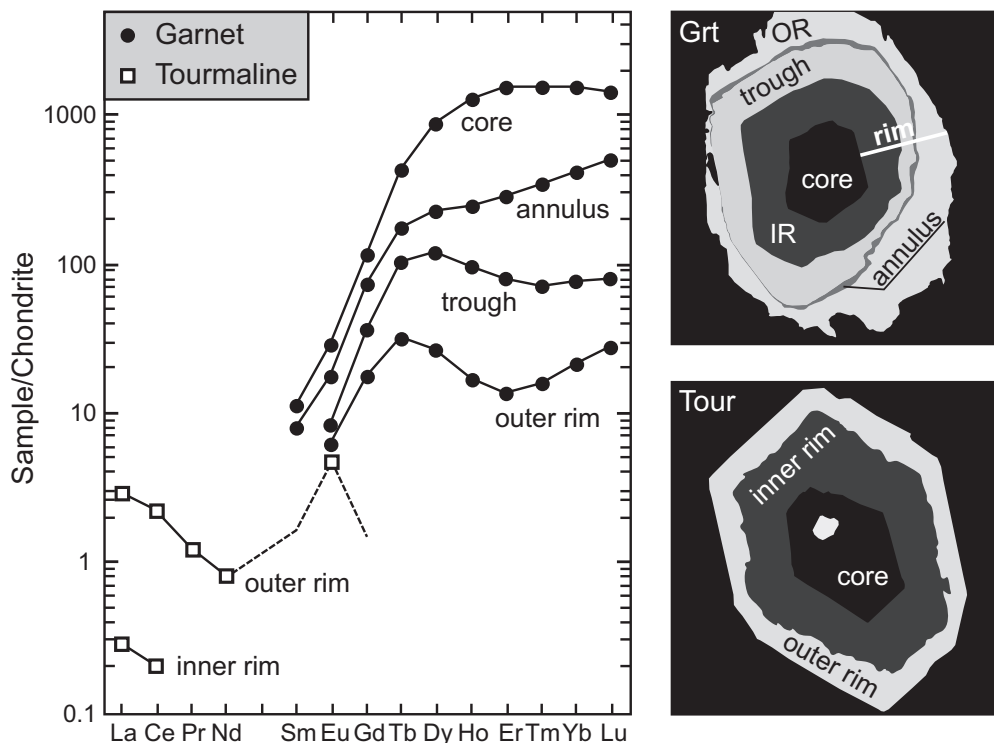 Garnet
Tourmaline
Sample/Chondrite
1000
100
10
1
0.1
core
annulus
trough
outer rim
outer rim
inner rim
La Ce Pr Nd Sm Eu Gd Tb Dy Ho Er Tm Yb Lu
Grt
OR
trough
rim
core
IR
annulus
Tour
inner rim
core
outer rim